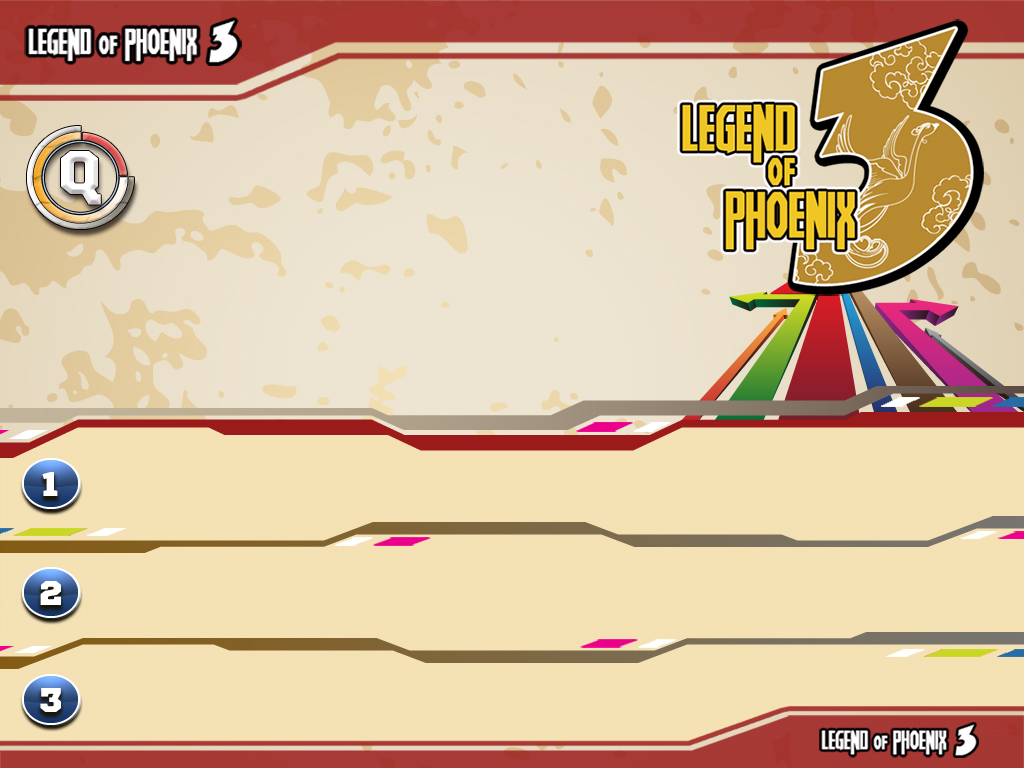 LEGEND OF PHOENIX 3
LEGEND
OF
PHOENIX
3
Q
1
2
3
LEGEND OF PHOENIX 3